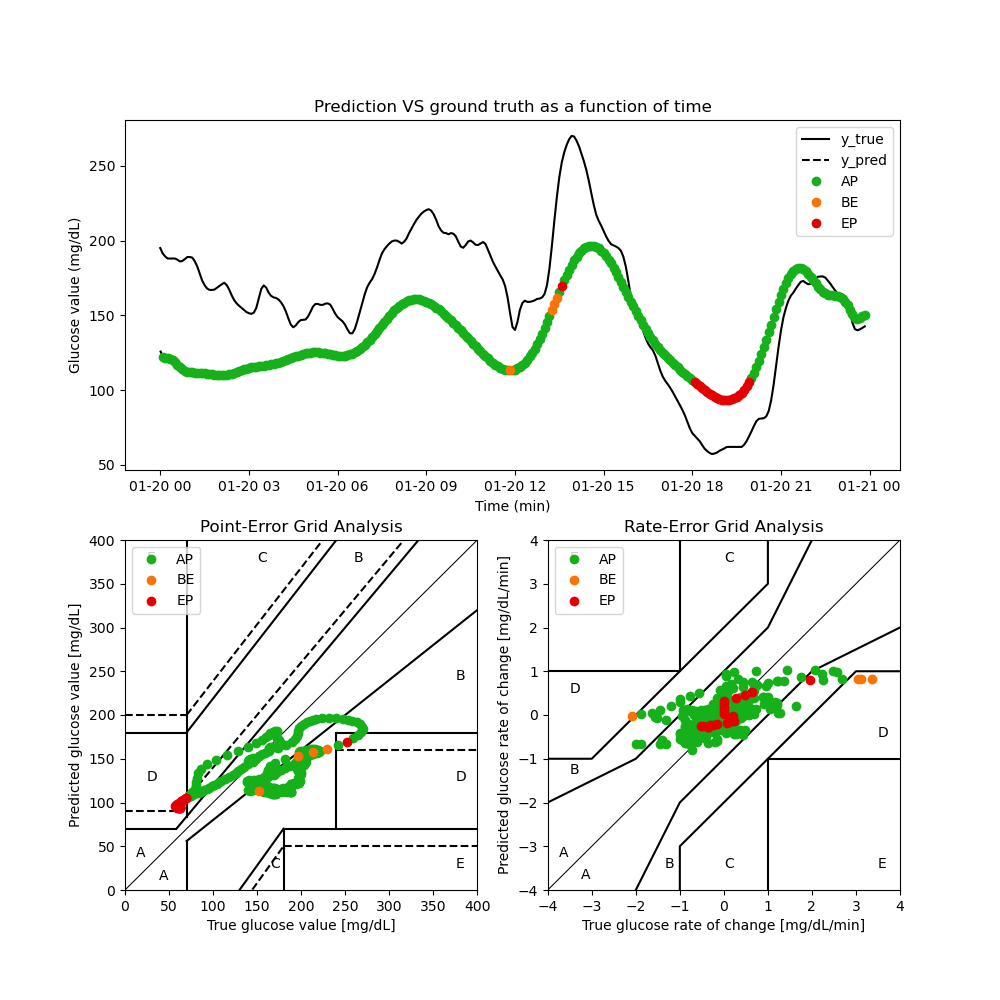 Prediction VS ground truth as a function of time
Glucose value (mg/dL)
250
200
150
100
50
y_true
y_pred
AP
BE
EP
01-20 00 01-20 03 01-20 06 01-20 09 01-20 12 01-20 15 01-20 18 01-20 21 01-21 00
Time (min)
Point-Error Grid Analysis
Predicted glucose value [mg/dL]
400
350
300
250
200
150
100
50
0
AP
BE
EP
C
B
B
D
D
A
A
C
E
0 50 100 150 200 250 300 350 400
True glucose value [mg/dL]
Rate-Error Grid Analysis
Predicted glucose rate of change [mg/dL/min]
4
3
2
1
0
−1
−2
−3
−4
AP
BE
EP
C
D
D
B
A
A
B
C
E
−4 −3 −2 −1 0 1 2 3 4
True glucose rate of change [mg/dL/min]